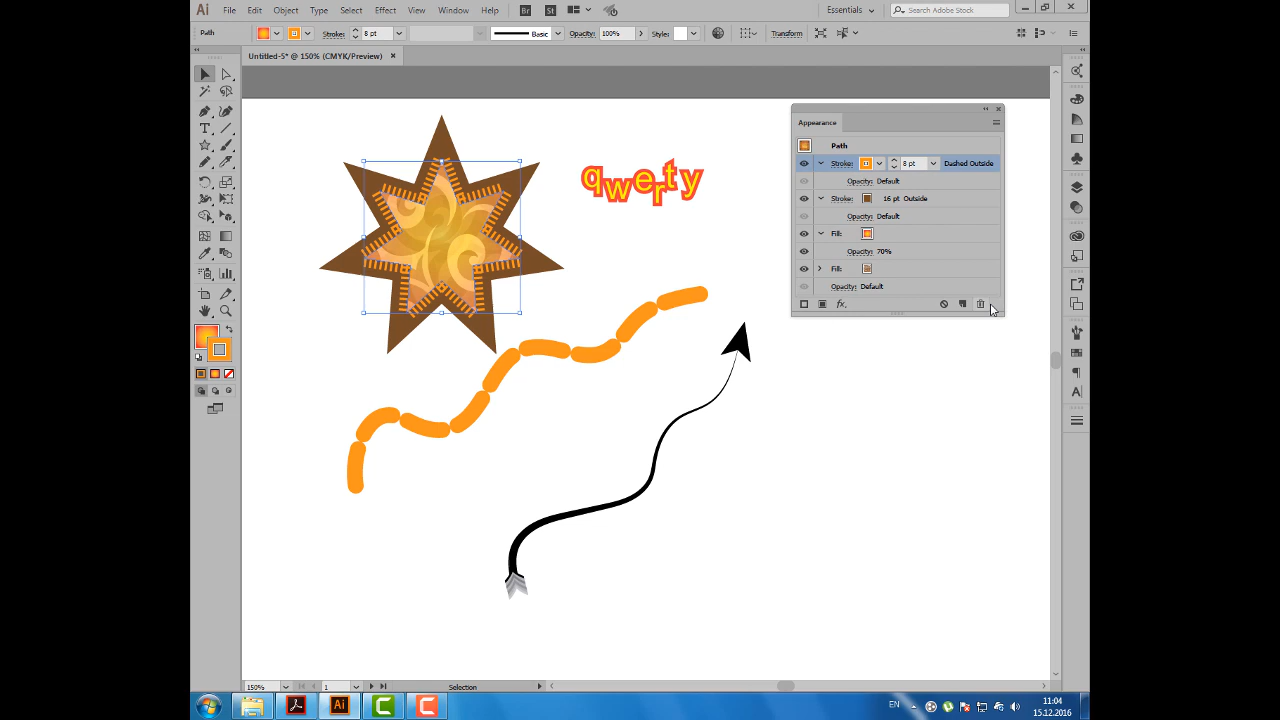 Ai File Edit Object Type Select Effect View Window Help Br St Essentials Search Adobe Stock
Path Stroke: 8 pt Basic Opacity: 100% Style: Transform
Untitled-5* @ 150% (CMYK/Preview)
qwerty
Appearance
Path
Stroke: 8 pt Dashed Outside
Opacity: Default
Stroke: 16 pt Outside
Opacity: Default
Fill:
Opacity: 70%
Fill:
Opacity: Default
fx.
150% 1 Selection
Ai EN 11:04
15.12.2016